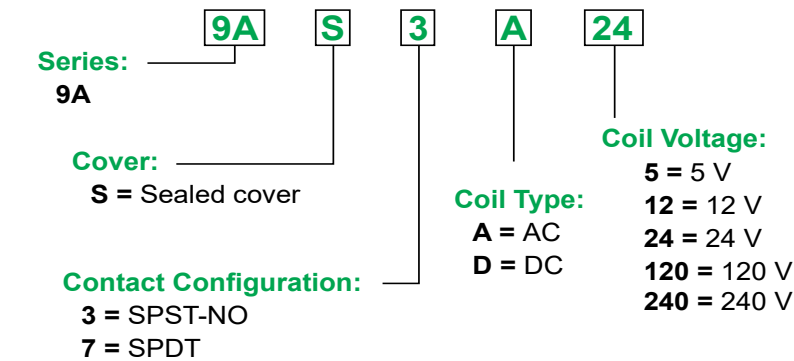 9A S 3 A 24
Series:
9A
Cover:
S = Sealed cover
Contact Configuration:
3 = SPST-NO
7 = SPDT
Coil Type:
A = AC
D = DC
Coil Voltage:
5 = 5 V
12 = 12 V
24 = 24 V
120 = 120 V
240 = 240 V